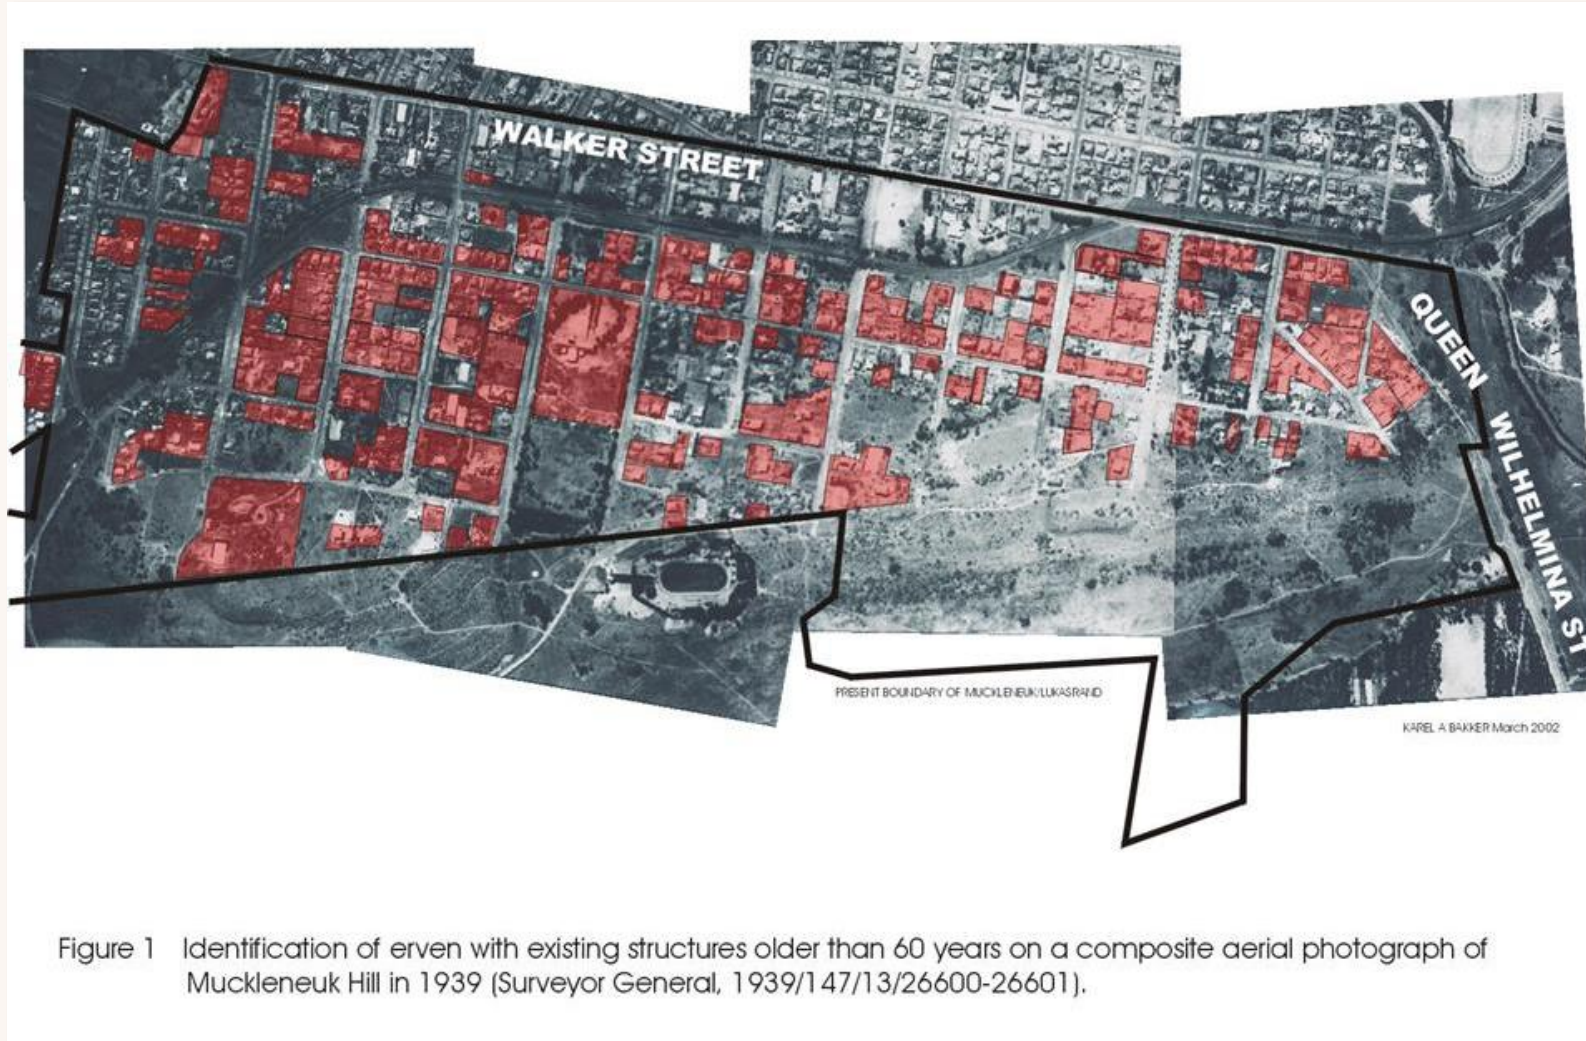 WALKER STREET
QUEEN WILHELMINA ST
PRESENT BOUNDARY OF MUCKLENEUK/LUKASRAND
KAREL A BAKKER March 2002
Figure 1 Identification of erven with existing structures older than 60 years on a composite aerial photograph of
Muckleneuk Hill in 1939 (Surveyor General, 1939/147/13/26600-26601).